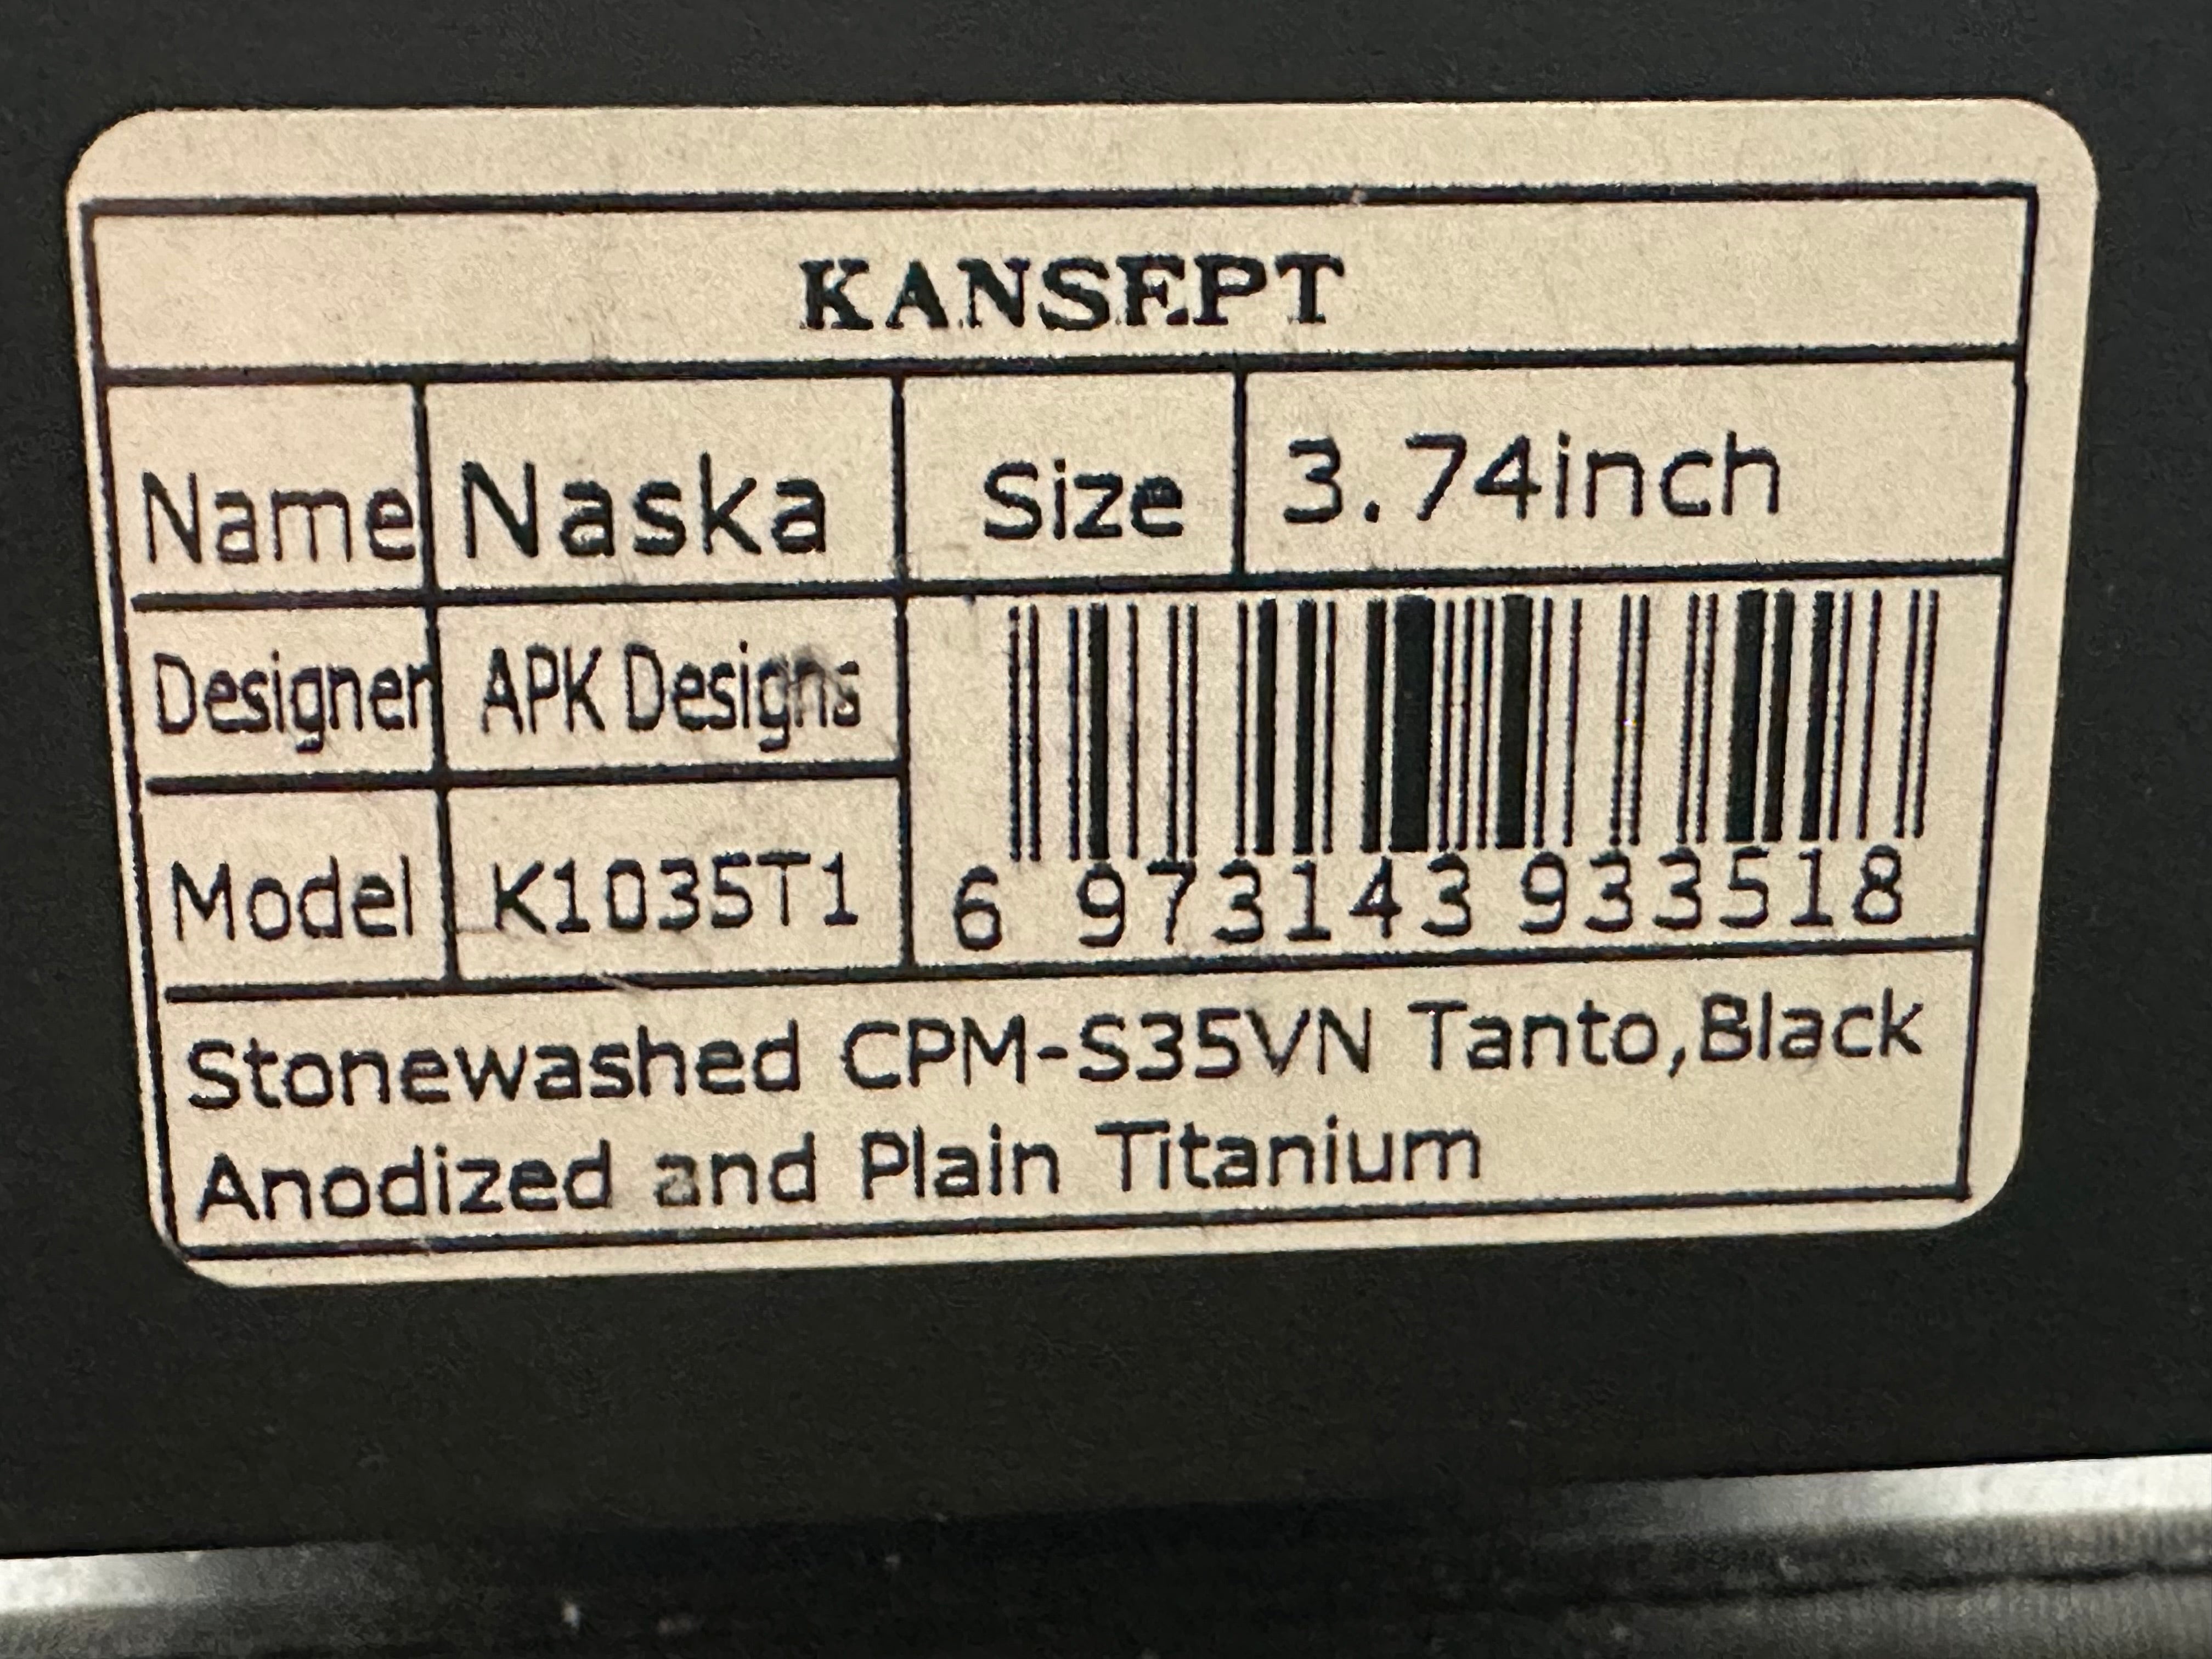 KANSEPT
Name Naska Size 3.74inch
Designer APK Designs
Model K1035T1
6 973143 933518
Stonewashed CPM-S35VN Tanto,Black
Anodized and Plain Titanium